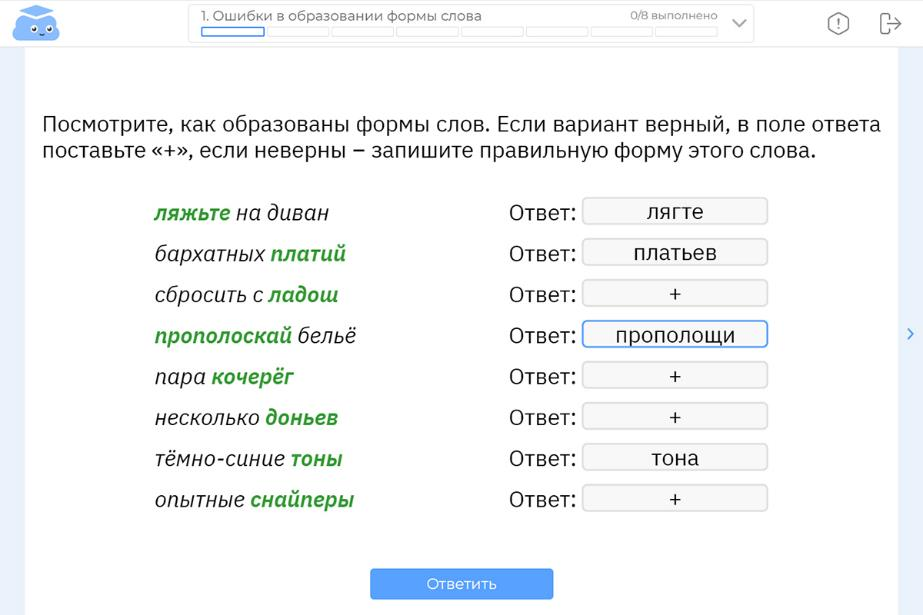 1. Ошибки в образовании формы слова
0/8 выполнено
Посмотрите, как образованы формы слов. Если вариант верный, в поле ответа
поставьте «+», если неверны – запишите правильную форму этого слова.
ляжьте на диван Ответ: лягте
бархатных платий Ответ: платьев
сбросить с ладош Ответ: +
прополоскай бельё Ответ: прополощи
пара кочерёг Ответ: +
несколько доньев Ответ: +
тёмно-синие тоны Ответ: тона
опытные снайперы Ответ: +
Ответить